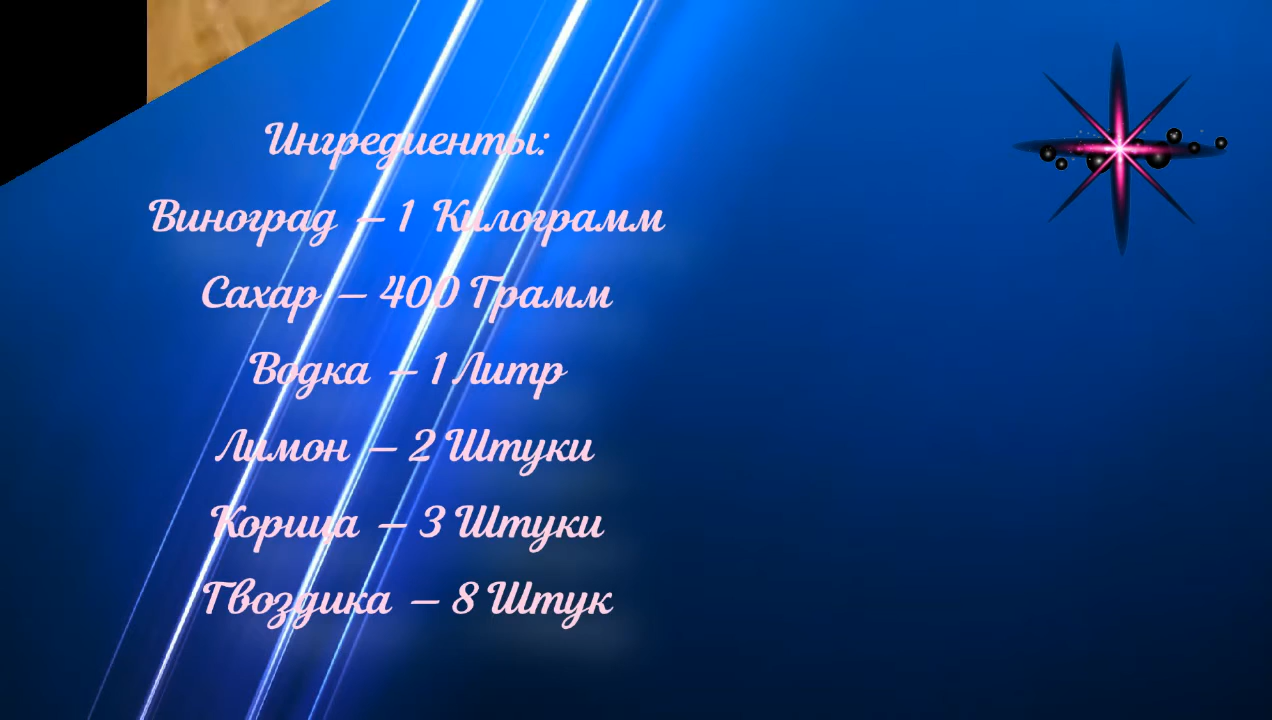 Ингредиенты:
Виноград – 1 Килограмм
Сахар – 400 Грамм
Водка – 1 Литр
Лимон – 2 Штуки
Корица – 3 Штуки
Гвоздика – 8 Штук